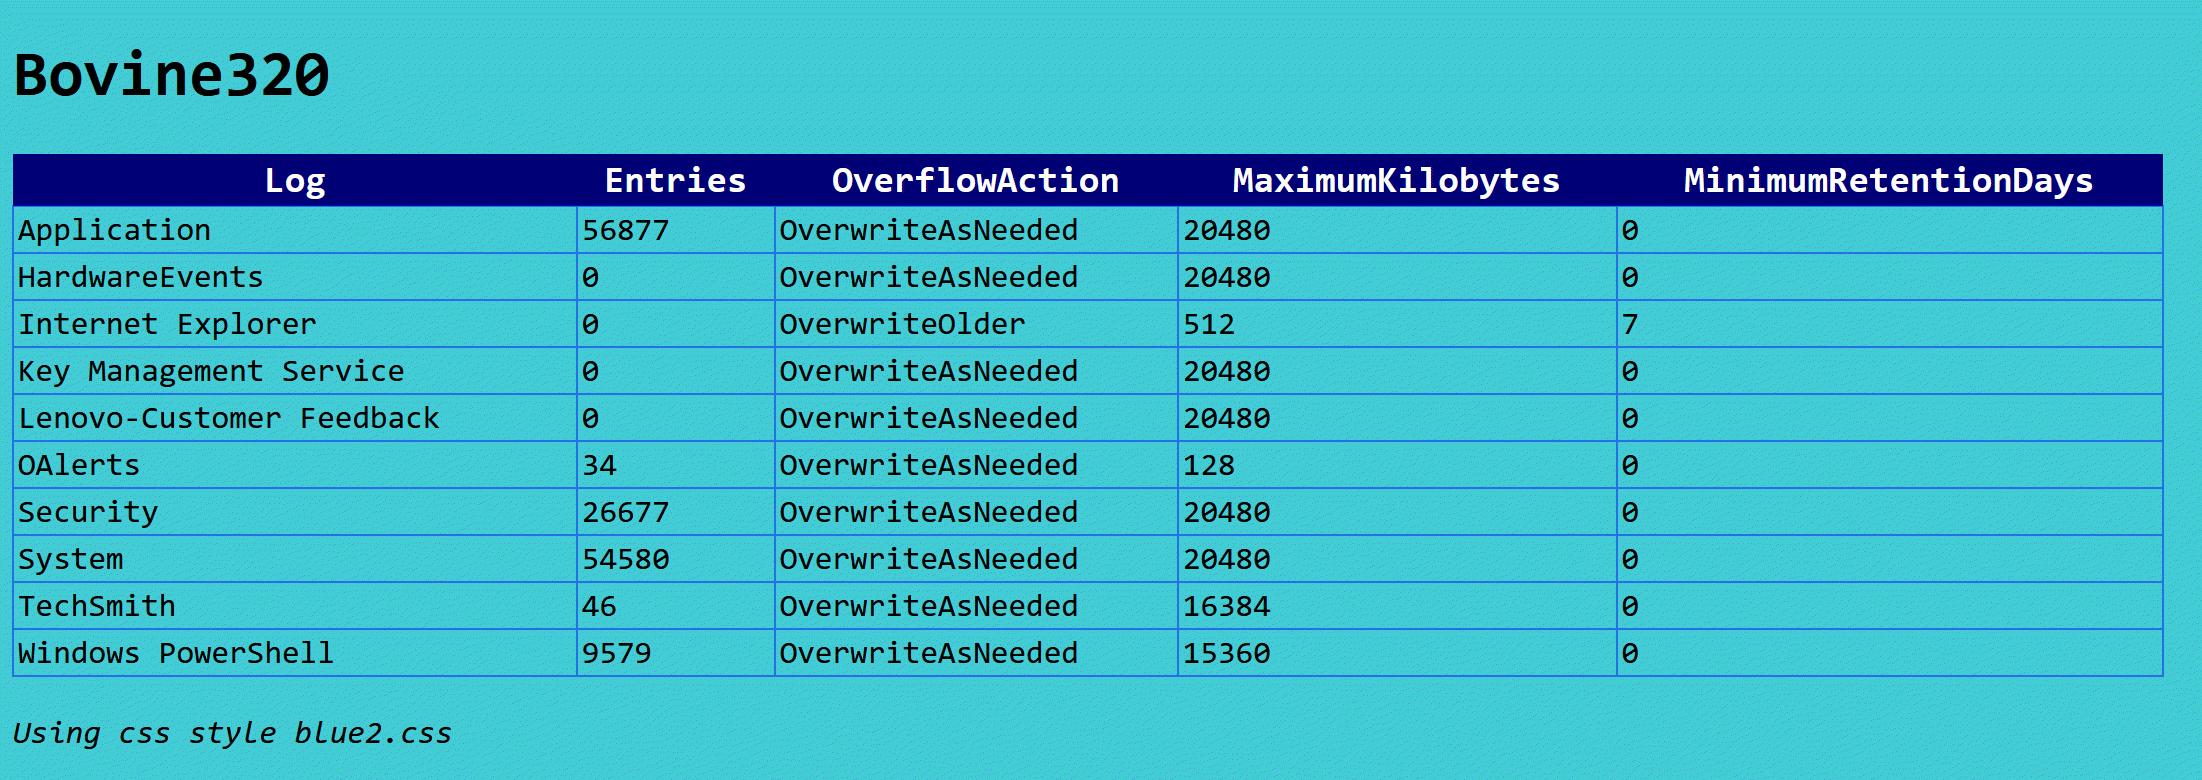 Bovine320
Log Entries OverflowAction MaximumKilobytes MinimumRetentionDays
Application 56877 OverwriteAsNeeded 20480 0
HardwareEvents 0 OverwriteAsNeeded 20480 0
Internet Explorer 0 OverwriteOlder 512 7
Key Management Service 0 OverwriteAsNeeded 20480 0
Lenovo-Customer Feedback 0 OverwriteAsNeeded 20480 0
OAlerts 34 OverwriteAsNeeded 128 0
Security 26677 OverwriteAsNeeded 20480 0
System 54580 OverwriteAsNeeded 20480 0
TechSmith 46 OverwriteAsNeeded 16384 0
Windows PowerShell 9579 OverwriteAsNeeded 15360 0
Using css style blue2.css